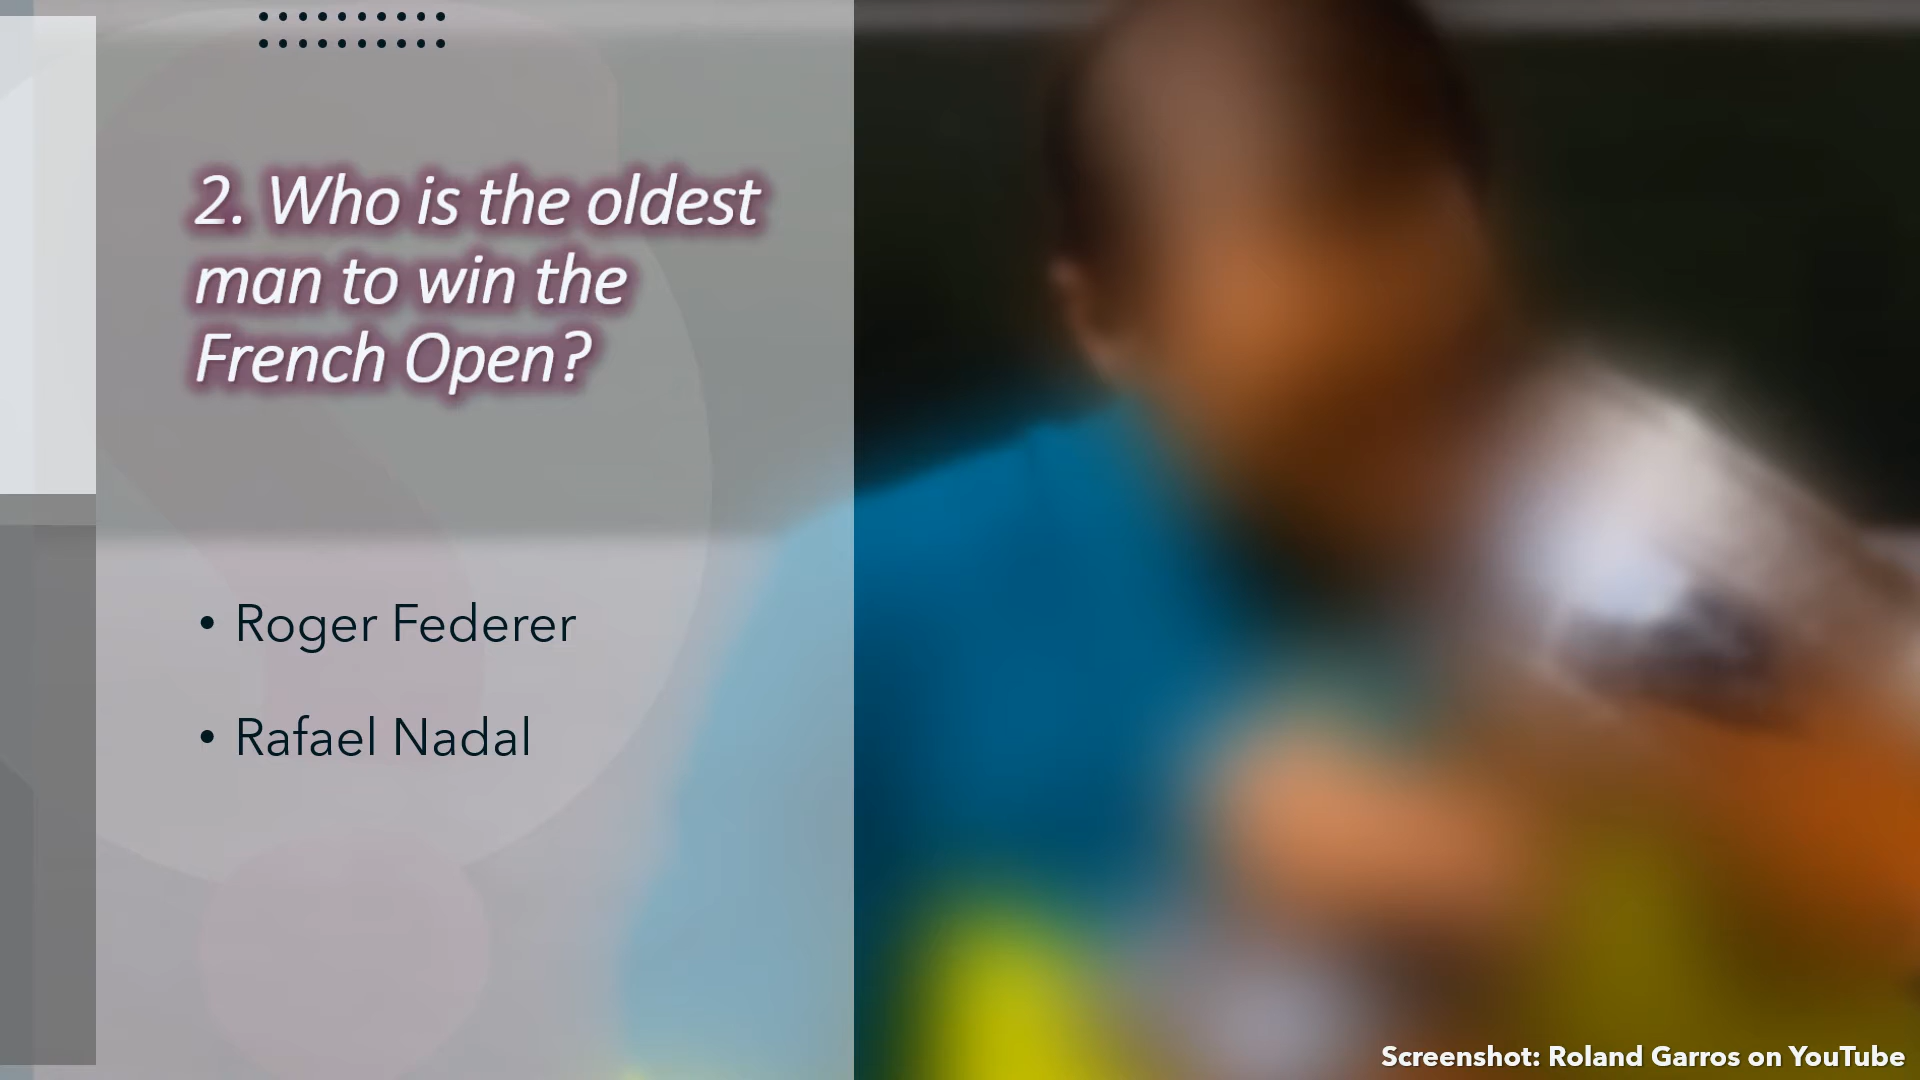 2. Who is the oldest
man to win the
French Open?
• Roger Federer
• Rafael Nadal
Screenshot: Roland Garros on YouTube